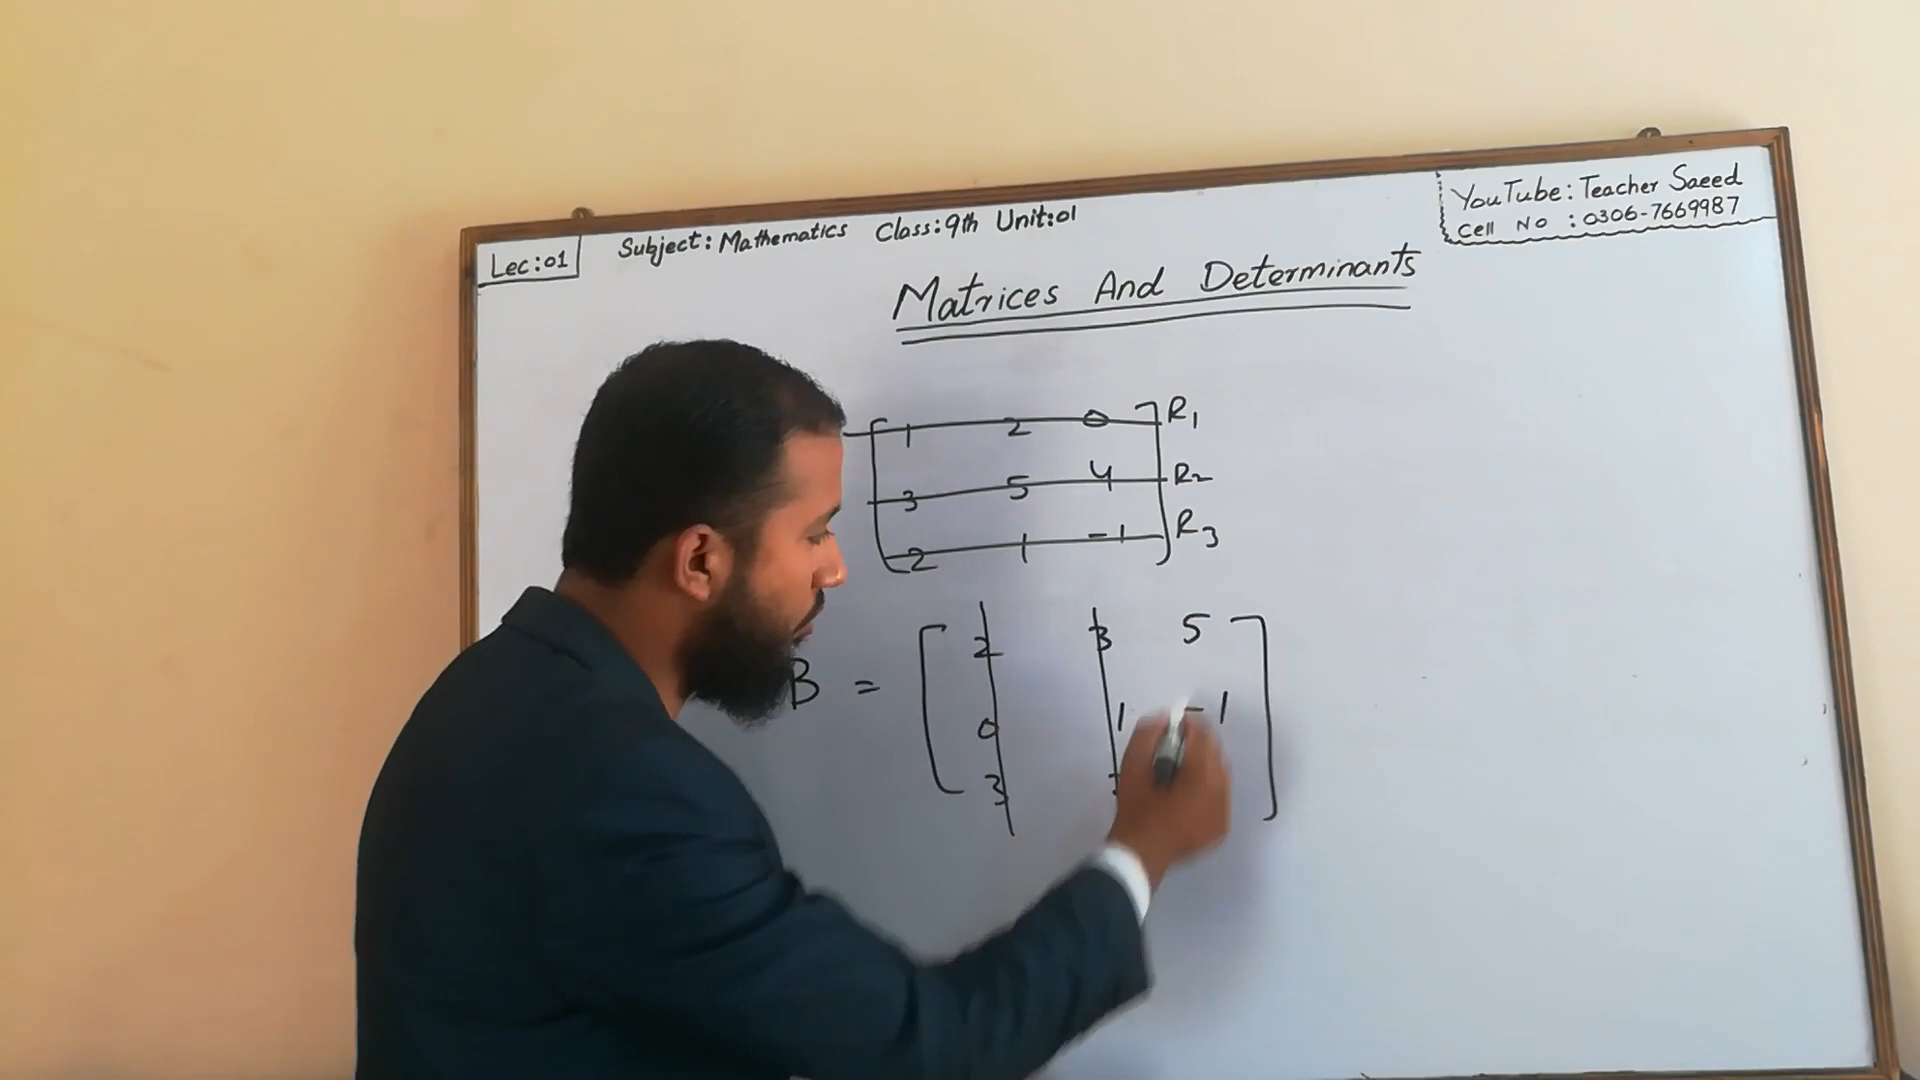 Lec:01
Subject: Mathematics Class: 9th Unit:01
YouTube: Teacher Saeed
Cell No : 0306-7669987
Matrices And Determinants
1 2 0 R1
3 5 4 R2
2 1 -1 R3
2 3 5
B = 0 1 -1
3